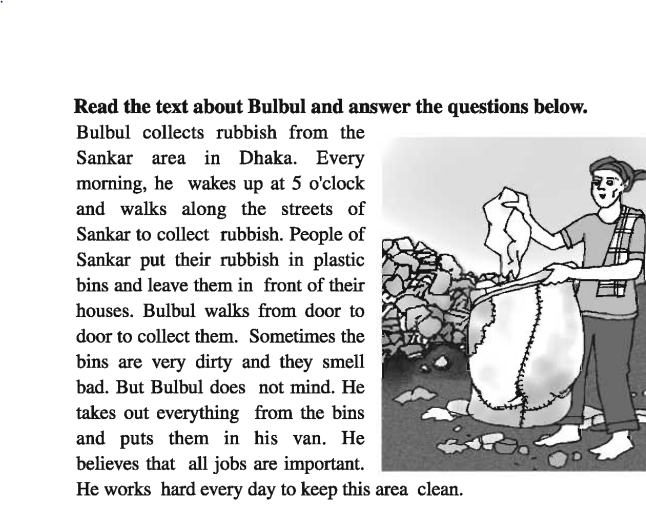 Read the text about Bulbul and answer the questions below.
Bulbul collects rubbish from the
Sankar area in Dhaka. Every
morning, he wakes up at 5 o'clock
and walks along the streets of
Sankar to collect rubbish. People of
Sankar put their rubbish in plastic
bins and leave them in front of their
houses. Bulbul walks from door to
door to collect them. Sometimes the
bins are very dirty and they smell
bad. But Bulbul does not mind. He
takes out everything from the bins
and puts them in his van. He
believes that all jobs are important.
He works hard every day to keep this area clean.